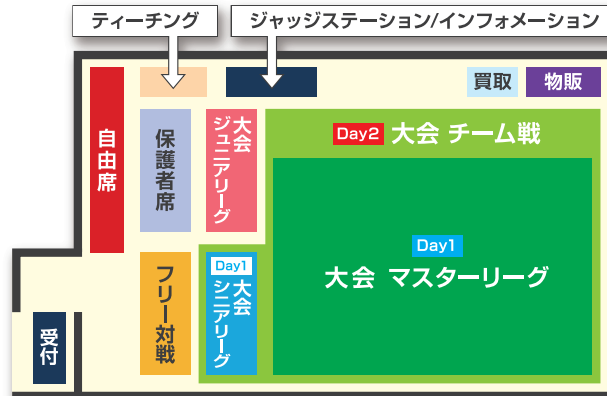 ティーチング
ジャッジステーション/インフォメーション
買取
物販
自由席
保護者席
大会
ジュニアリーグ
Day2 大会 チーム戦
Day1
大会 マスターリーグ
フリー対戦
Day1
大会
シニアリーグ
受付